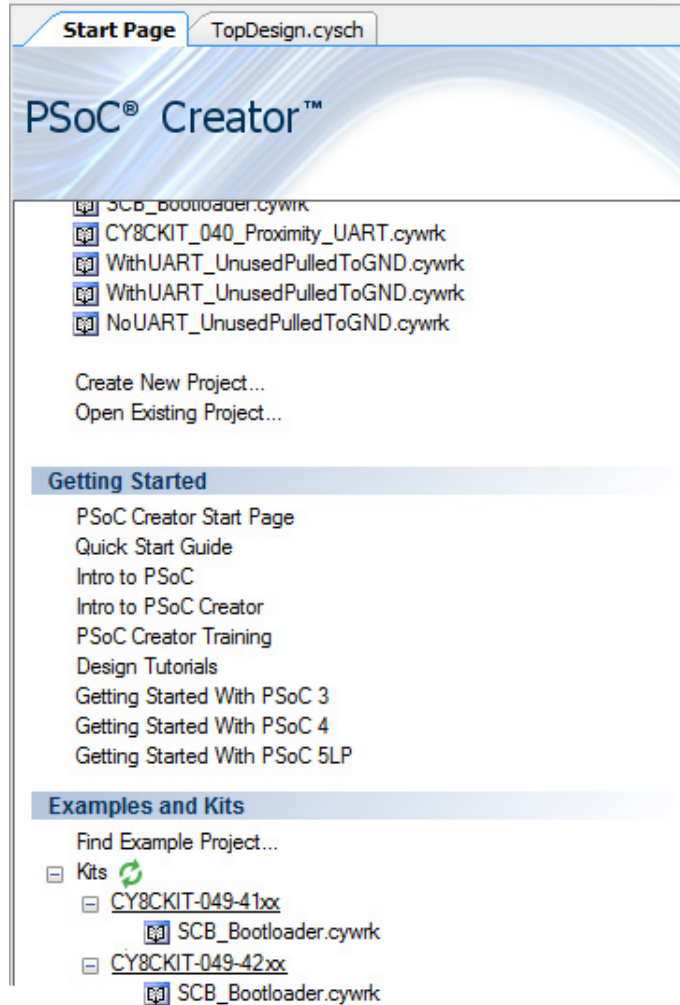 Start Page TopDesign.cysch
PSoC® Creator™
SCB_Bootloader.cywrk
CY8CKIT_040_Proximity_UART.cywrk
WithUART_UnusedPulledToGND.cywrk
WithUART_UnusedPulledToGND.cywrk
NoUART_UnusedPulledToGND.cywrk
Create New Project...
Open Existing Project...
Getting Started
PSoC Creator Start Page
Quick Start Guide
Intro to PSoC
Intro to PSoC Creator
PSoC Creator Training
Design Tutorials
Getting Started With PSoC 3
Getting Started With PSoC 4
Getting Started With PSoC 5LP
Examples and Kits
Find Example Project...
Kits
CY8CKIT-049-41xx
SCB_Bootloader.cywrk
CY8CKIT-049-42xx
SCB_Bootloader.cywrk